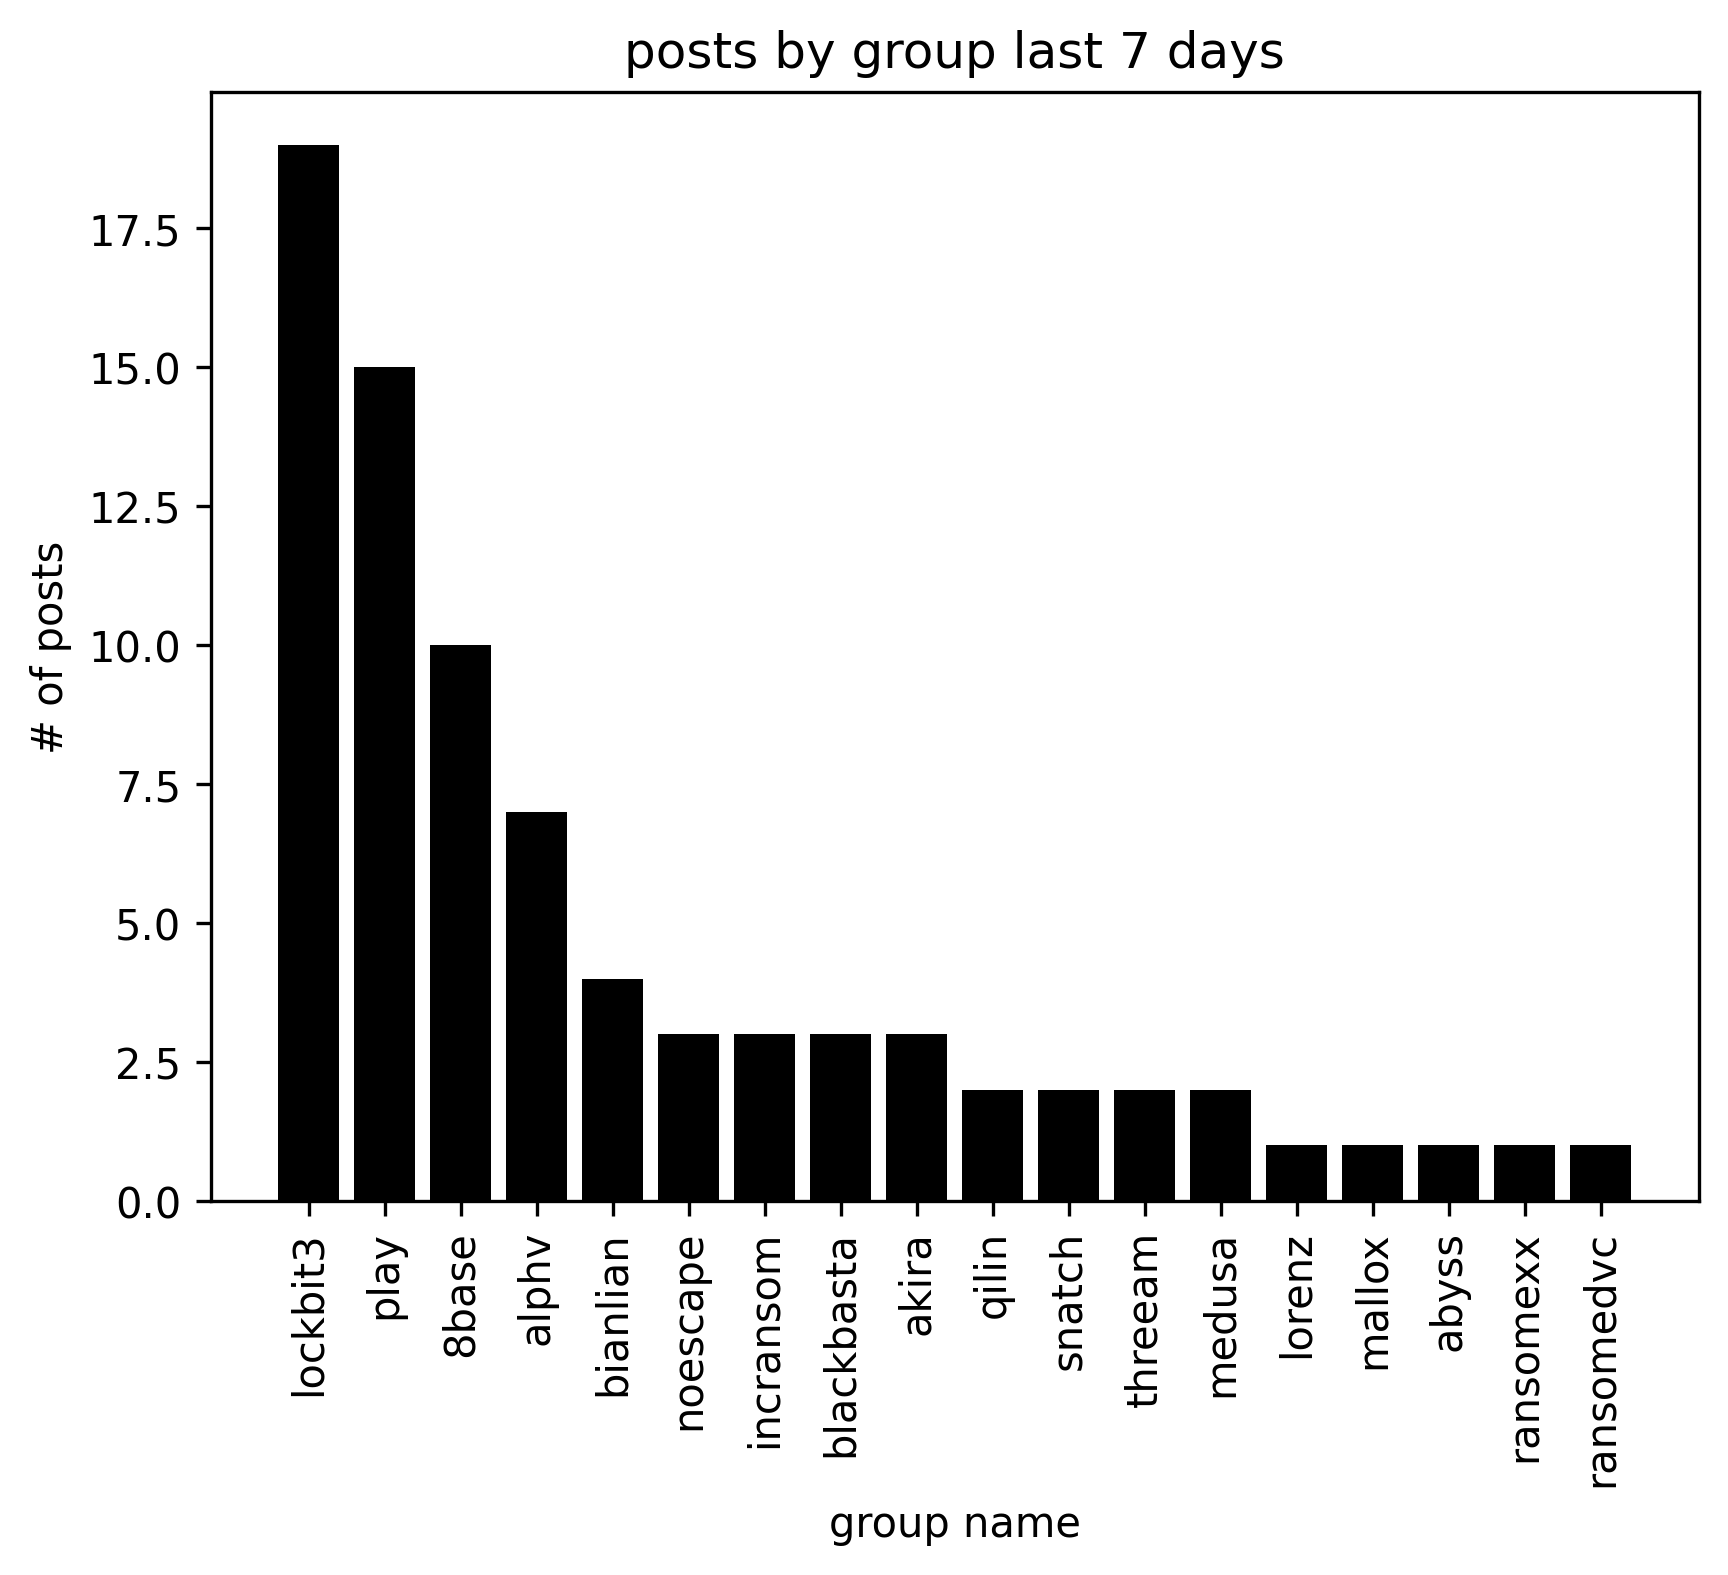 posts by group last 7 days
# of posts
17.5
15.0
12.5
10.0
7.5
5.0
2.5
0.0
lockbit3
play
8base
alphv
bianlian
noescape
incransom
blackbasta
akira
qilin
snatch
threeam
medusa
lorenz
mallox
abyss
ransomexx
ransomedvc
group name